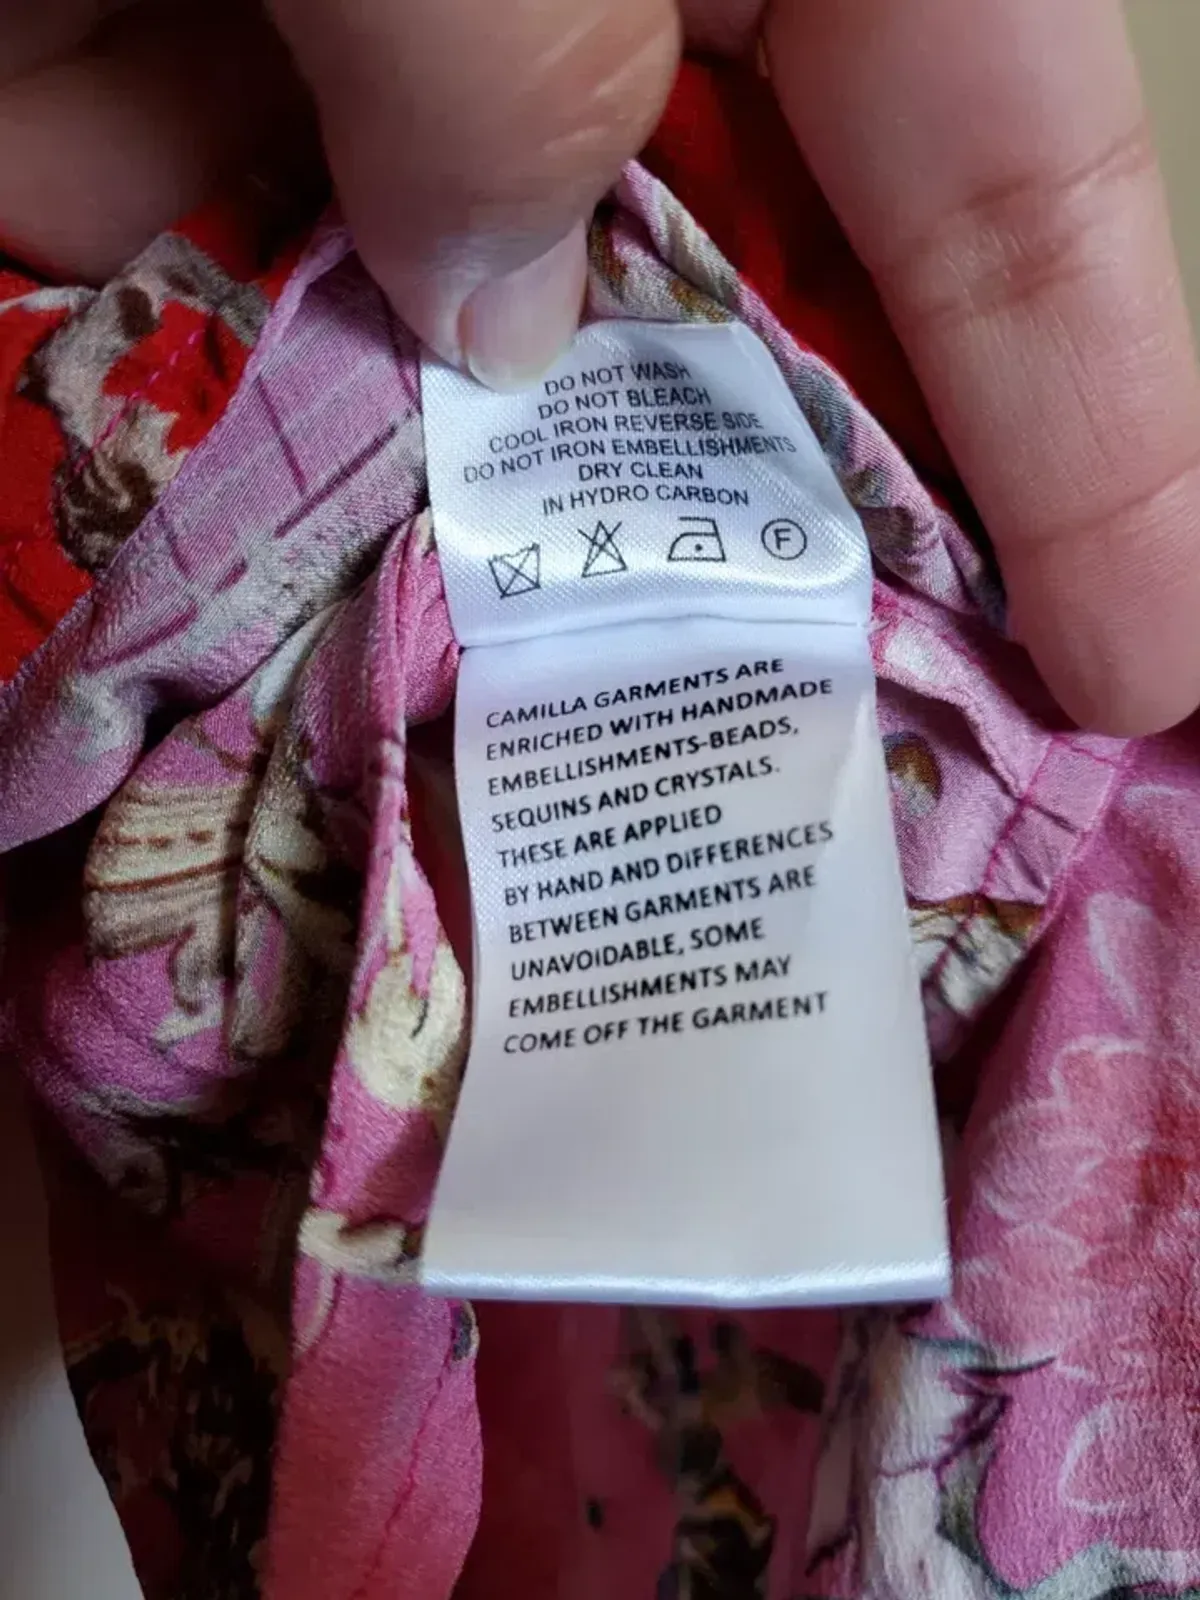 DO NOT WASH
DO NOT BLEACH
COOL IRON REVERSE SIDE
DO NOT IRON EMBELLISHMENTS
DRY CLEAN
IN HYDRO CARBON
F
CAMILLA GARMENTS ARE
ENRICHED WITH HANDMADE
EMBELLISHMENTS-BEADS,
SEQUINS AND CRYSTALS.
THESE ARE APPLIED
BY HAND AND DIFFERENCES
BETWEEN GARMENTS ARE
UNAVOIDABLE, SOME
EMBELLISHMENTS MAY
COME OFF THE GARMENT